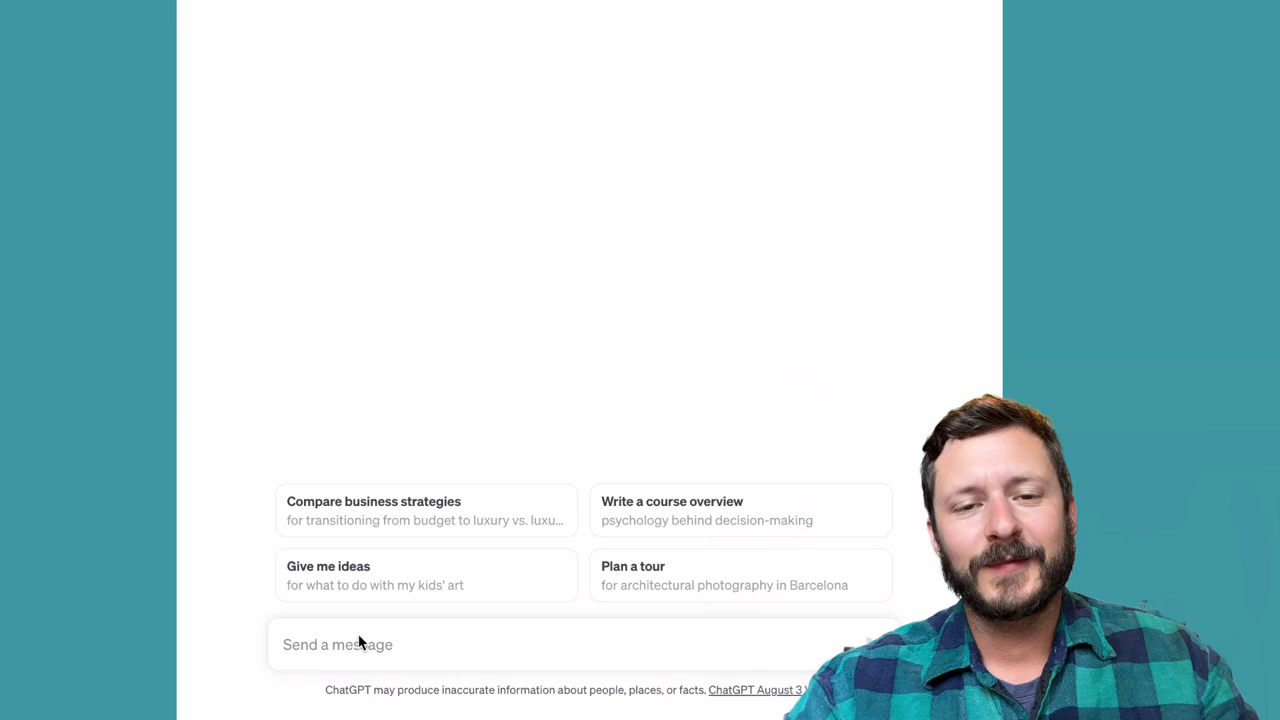 Compare business strategies
for transitioning from budget to luxury vs. luxu...
Write a course overview
psychology behind decision-making
Give me ideas
for what to do with my kids' art
Plan a tour
for architectural photography in Barcelona
Send a message
ChatGPT may produce inaccurate information about people, places, or facts. ChatGPT August 3